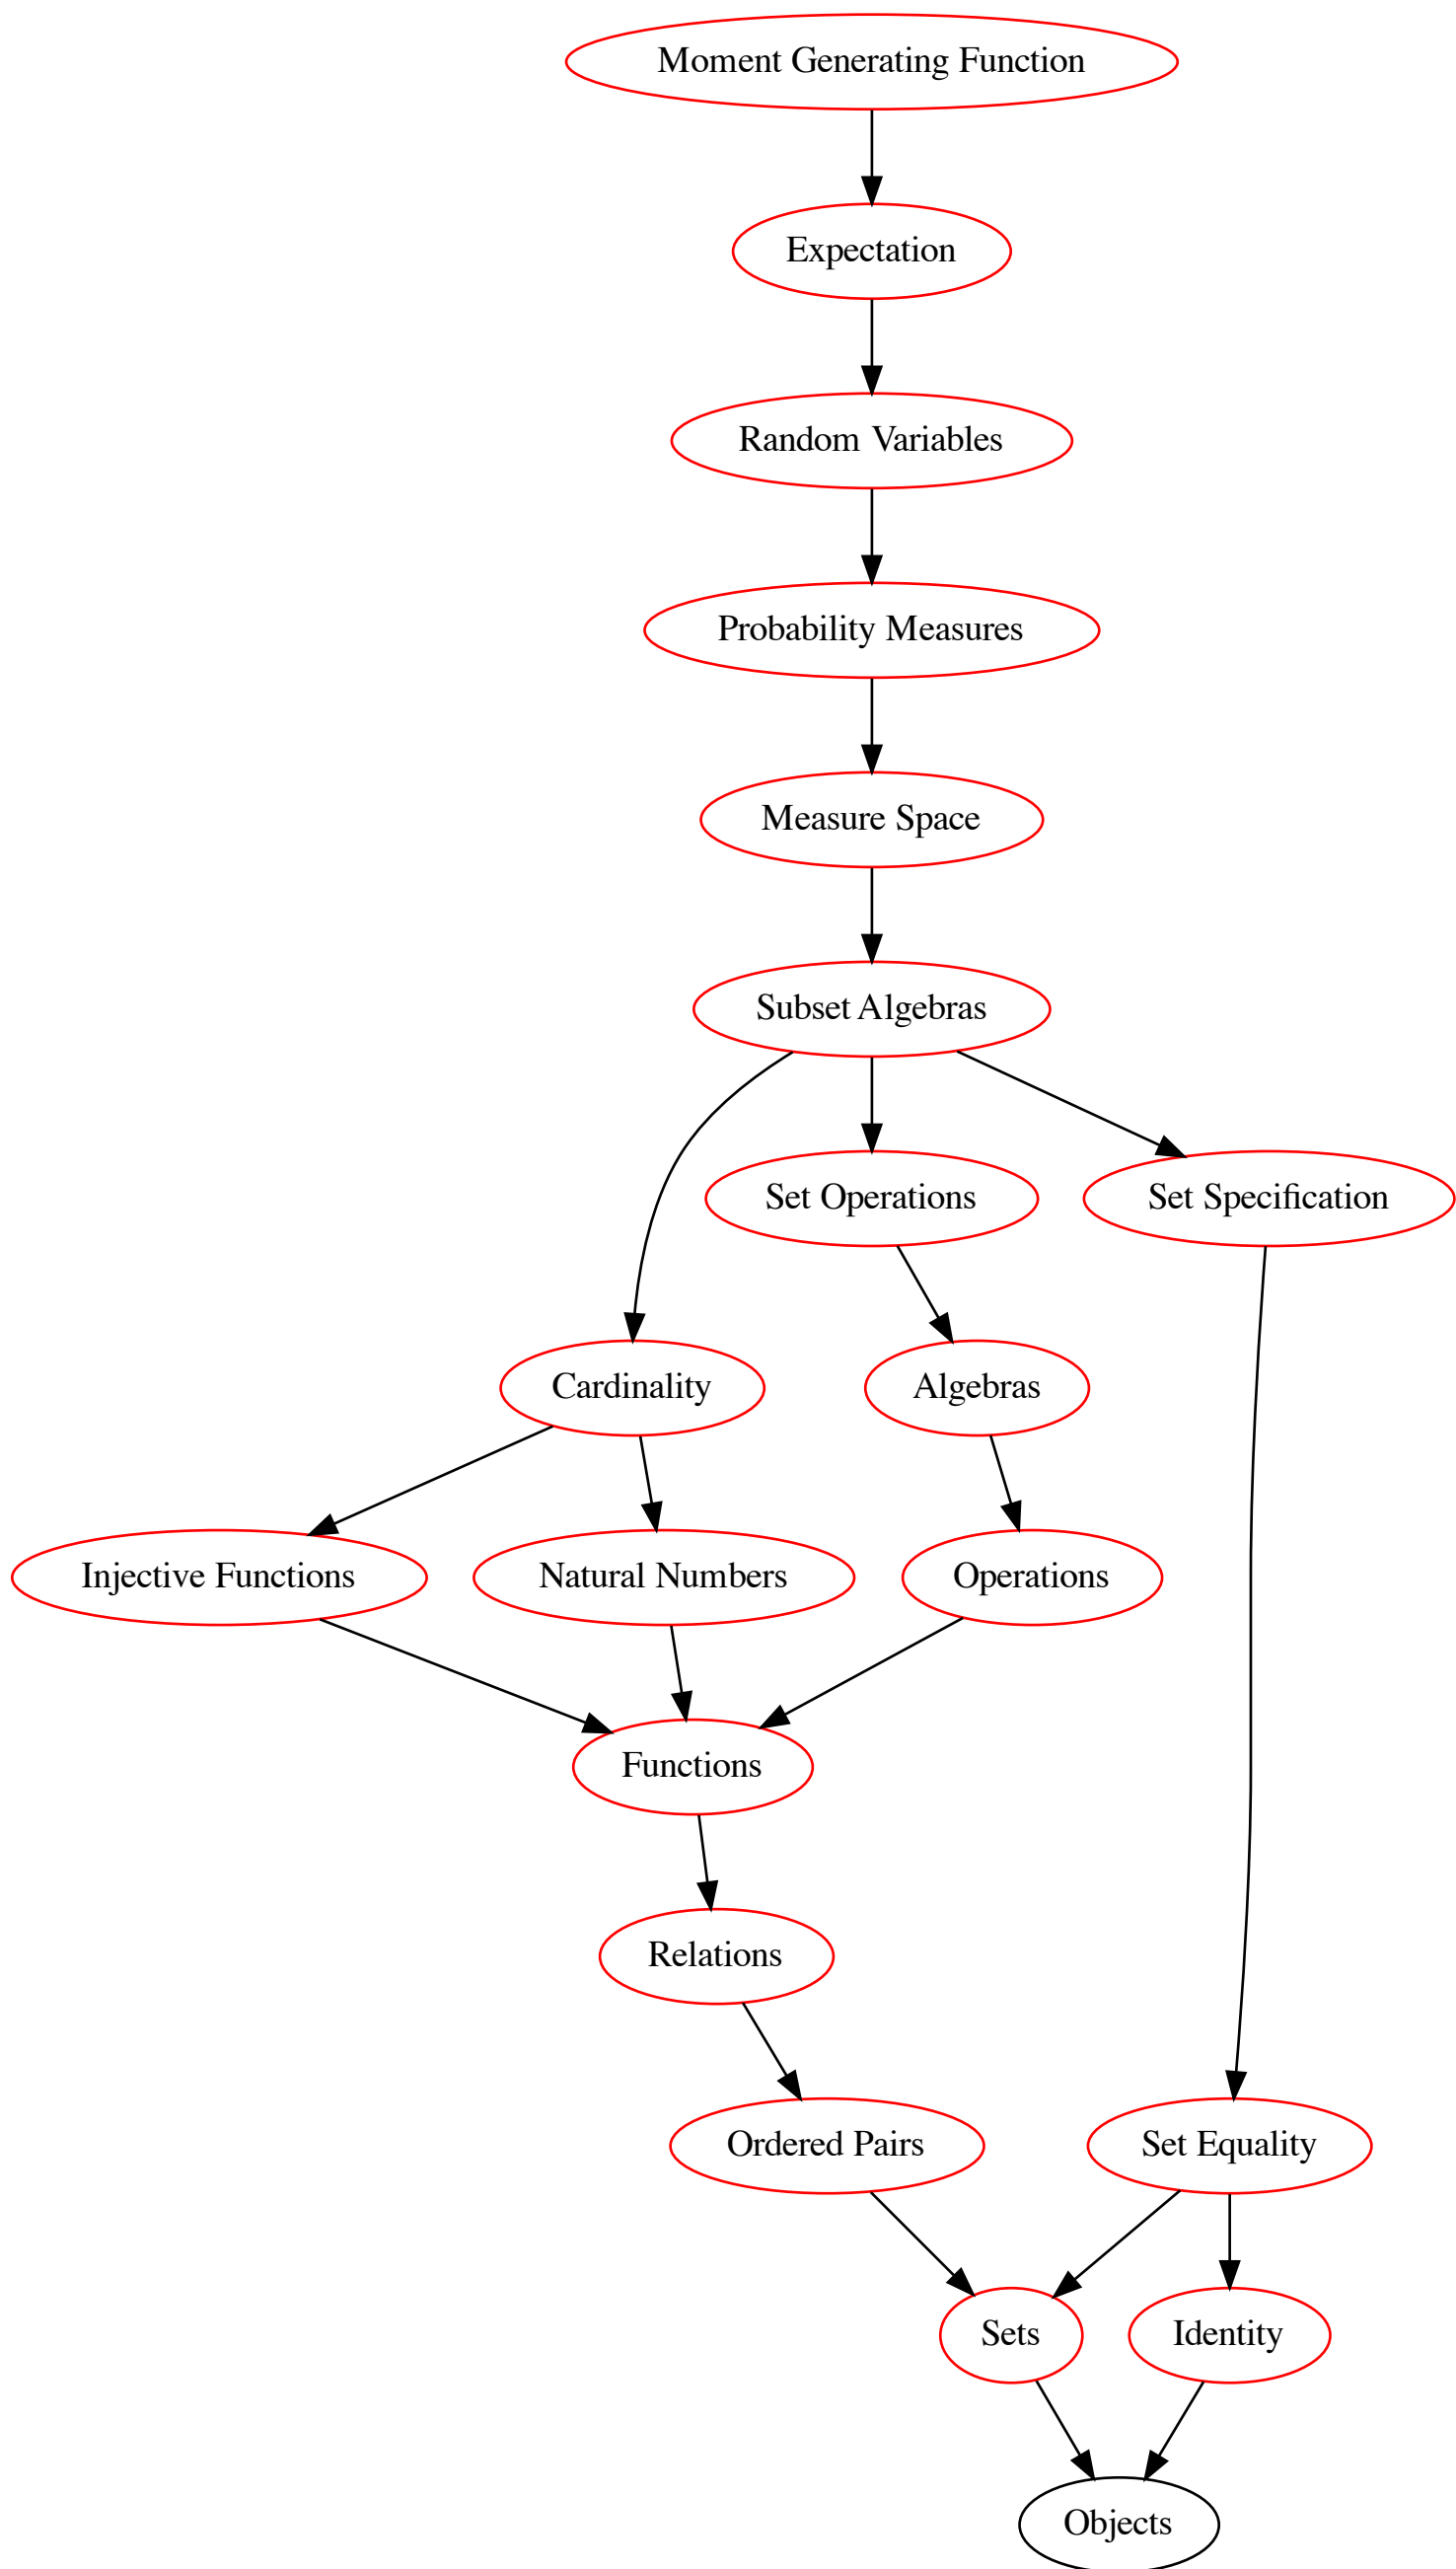 Moment Generating Function
Expectation
Random Variables
Probability Measures
Measure Space
Subset Algebras
Set Operations
Set Specification
Cardinality
Algebras
Injective Functions
Natural Numbers
Operations
Functions
Relations
Ordered Pairs
Set Equality
Sets
Identity
Objects